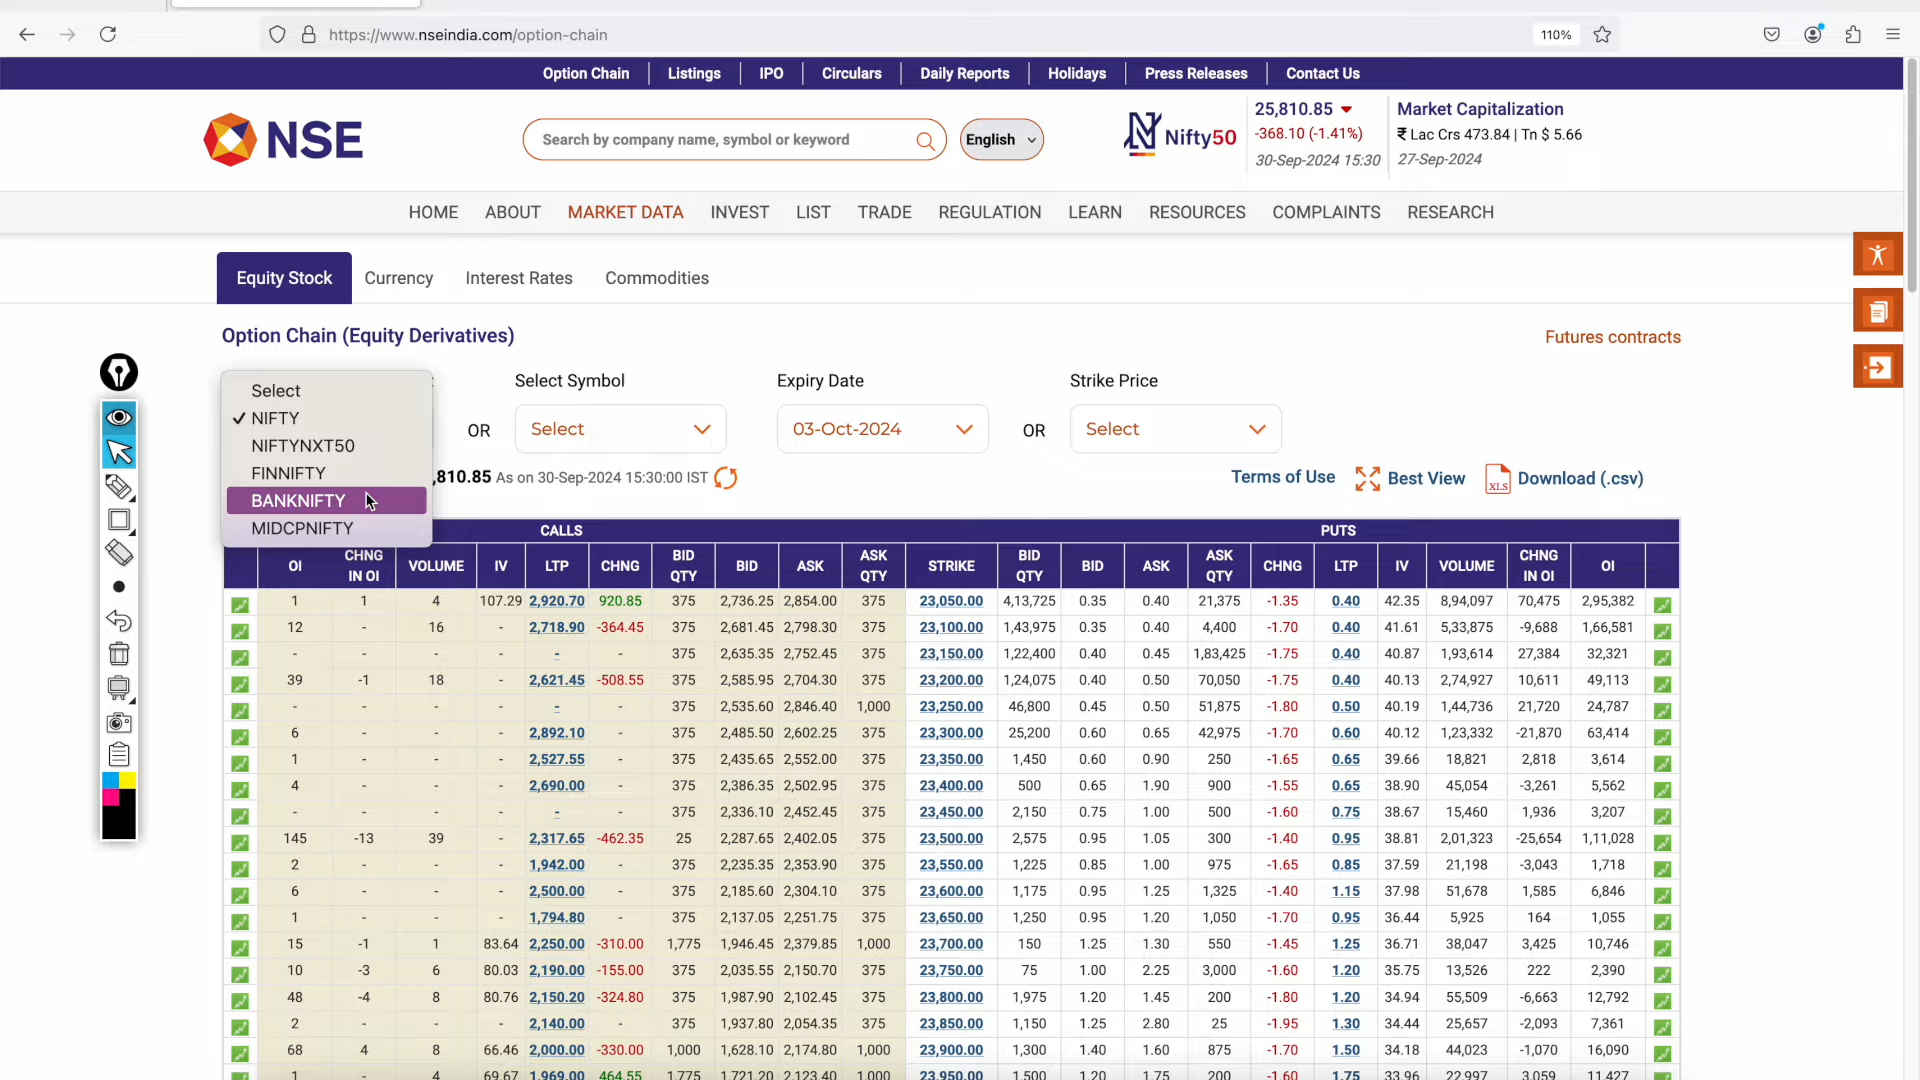 https://www.nseindia.com/option-chain
110%
Option Chain
Listings
IPO
Circulars
Daily Reports
Holidays
Press Releases
Contact Us
NSE
Search by company name, symbol or keyword
English
Nifty50
25,810.85
-368.10 (-1.41%)
30-Sep-2024 15:30
Market Capitalization
₹ Lac Crs 473.84 | Tn $ 5.66
27-Sep-2024
HOME ABOUT MARKET DATA INVEST LIST TRADE REGULATION LEARN RESOURCES COMPLAINTS RESEARCH
Equity Stock Currency Interest Rates Commodities
Option Chain (Equity Derivatives)
Futures contracts
Select
NIFTY
NIFTYNXT50
FINNIFTY
BANKNIFTY
MIDCPNIFTY
OR
Select Symbol
Select
Expiry Date
03-Oct-2024
OR
Strike Price
Select
,810.85 As on 30-Sep-2024 15:30:00 IST
Terms of Use
Best View
XLS
Download (.csv)
CALLS PUTS
OI CHNG IN OI VOLUME IV LTP CHNG BID QTY BID ASK ASK QTY STRIKE BID QTY BID ASK ASK QTY CHNG LTP IV VOLUME CHNG IN OI OI
1 1 4 107.29 2,920.70 920.85 375 2,736.25 2,854.00 375 23,050.00 4,13,725 0.35 0.40 21,375 -1.35 0.40 42.35 8,94,097 70,475 2,95,382
12 - 16 - 2,718.90 -364.45 375 2,681.45 2,798.30 375 23,100.00 1,43,975 0.35 0.40 4,400 -1.70 0.40 41.61 5,33,875 -9,688 1,66,581
- - - - - - 375 2,635.35 2,752.45 375 23,150.00 1,22,400 0.40 0.45 1,83,425 -1.75 0.40 40.87 1,93,614 27,384 32,321
39 -1 18 - 2,621.45 -508.55 375 2,585.95 2,704.30 375 23,200.00 1,24,075 0.40 0.50 70,050 -1.75 0.40 40.13 2,74,927 10,611 49,113
- - - - - - 375 2,535.60 2,846.40 1,000 23,250.00 46,800 0.45 0.50 51,875 -1.80 0.50 40.19 1,44,736 21,720 24,787
6 - - - 2,892.10 - 375 2,485.50 2,602.25 375 23,300.00 25,200 0.60 0.65 42,975 -1.70 0.60 40.12 1,23,332 -21,870 63,414
1 - - - 2,527.55 - 375 2,435.65 2,552.00 375 23,350.00 1,450 0.60 0.90 250 -1.65 0.65 39.66 18,821 2,818 3,614
4 - - - 2,690.00 - 375 2,386.35 2,502.95 375 23,400.00 500 0.65 1.90 900 -1.55 0.65 38.90 45,054 -3,261 5,562
- - - - - - 375 2,336.10 2,452.45 375 23,450.00 2,150 0.75 1.00 500 -1.60 0.75 38.67 15,460 1,936 3,207
145 -13 39 - 2,317.65 -462.35 25 2,287.65 2,402.05 375 23,500.00 2,575 0.95 1.05 300 -1.40 0.95 38.81 2,01,323 -25,654 1,11,028
2 - - - 1,942.00 - 375 2,235.35 2,353.90 375 23,550.00 1,225 0.85 1.00 975 -1.65 0.85 37.59 21,198 -3,043 1,718
6 - - - 2,500.00 - 375 2,185.60 2,304.10 375 23,600.00 1,175 0.95 1.25 1,325 -1.40 1.15 37.98 51,678 1,585 6,846
1 - - - 1,794.80 - 375 2,137.05 2,251.75 375 23,650.00 1,250 0.95 1.20 1,050 -1.70 0.95 36.44 5,925 164 1,055
15 -1 1 83.64 2,250.00 -310.00 1,775 1,946.45 2,379.85 1,000 23,700.00 150 1.25 1.30 550 -1.45 1.25 36.71 38,047 3,425 10,746
10 -3 6 80.03 2,190.00 -155.00 375 2,035.55 2,150.70 375 23,750.00 75 1.00 2.25 3,000 -1.60 1.20 35.75 13,526 222 2,390
48 -4 8 80.76 2,150.20 -324.80 375 1,987.90 2,102.45 375 23,800.00 1,975 1.20 1.45 200 -1.80 1.20 34.94 55,509 -6,663 12,792
2 - - - 2,140.00 - 375 1,937.80 2,054.35 375 23,850.00 1,150 1.25 2.80 25 -1.95 1.30 34.44 25,657 -2,093 7,361
68 4 8 66.46 2,000.00 -330.00 1,000 1,628.10 2,174.80 1,000 23,900.00 1,300 1.40 1.60 875 -1.70 1.50 34.18 44,023 -1,070 16,090
1 - 4 69.67 1,969.00 464.55 1,775 1,721.20 2,123.40 1,000 23,950.00 1,500 1.20 1.75 200 -1.60 1.75 33.96 22,997 3,059 11,427